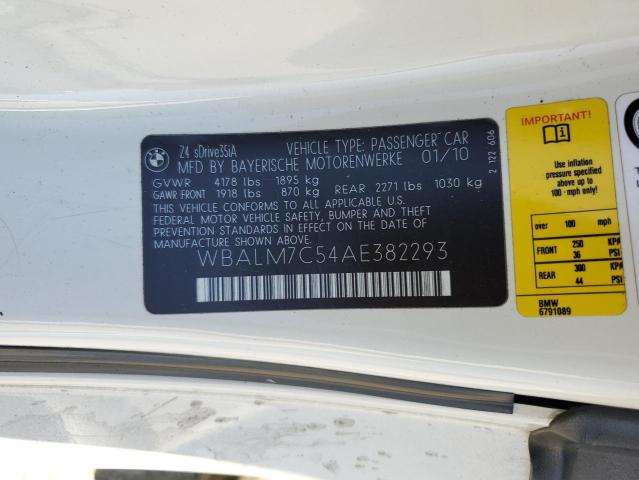 BMW
Z4 sDrive35iA VEHICLE TYPE: PASSENGER CAR
MFD BY BAYERISCHE MOTORENWERKE 01/10
GVWR 4178 lbs 1895 kg
GAWR FRONT 1918 lbs 870 kg REAR 2271 lbs 1030 kg
THIS VEHICLE CONFORMS TO ALL APPLICABLE U.S.
FEDERAL MOTOR VEHICLE SAFETY, BUMPER AND THEFT
PREVENTION STANDARDS IN EFFECT ON THE DATE OF
MANUFACTURE SHOWN ABOVE.
WBALM7C54AE382293
2 122 606
IMPORTANT!
Use inflation
pressure specified
above up to
100 - mph only!
over 100 mph
FRONT 250 KPA
36 PSI
REAR 300 KPA
44 PSI
BMW
6791089